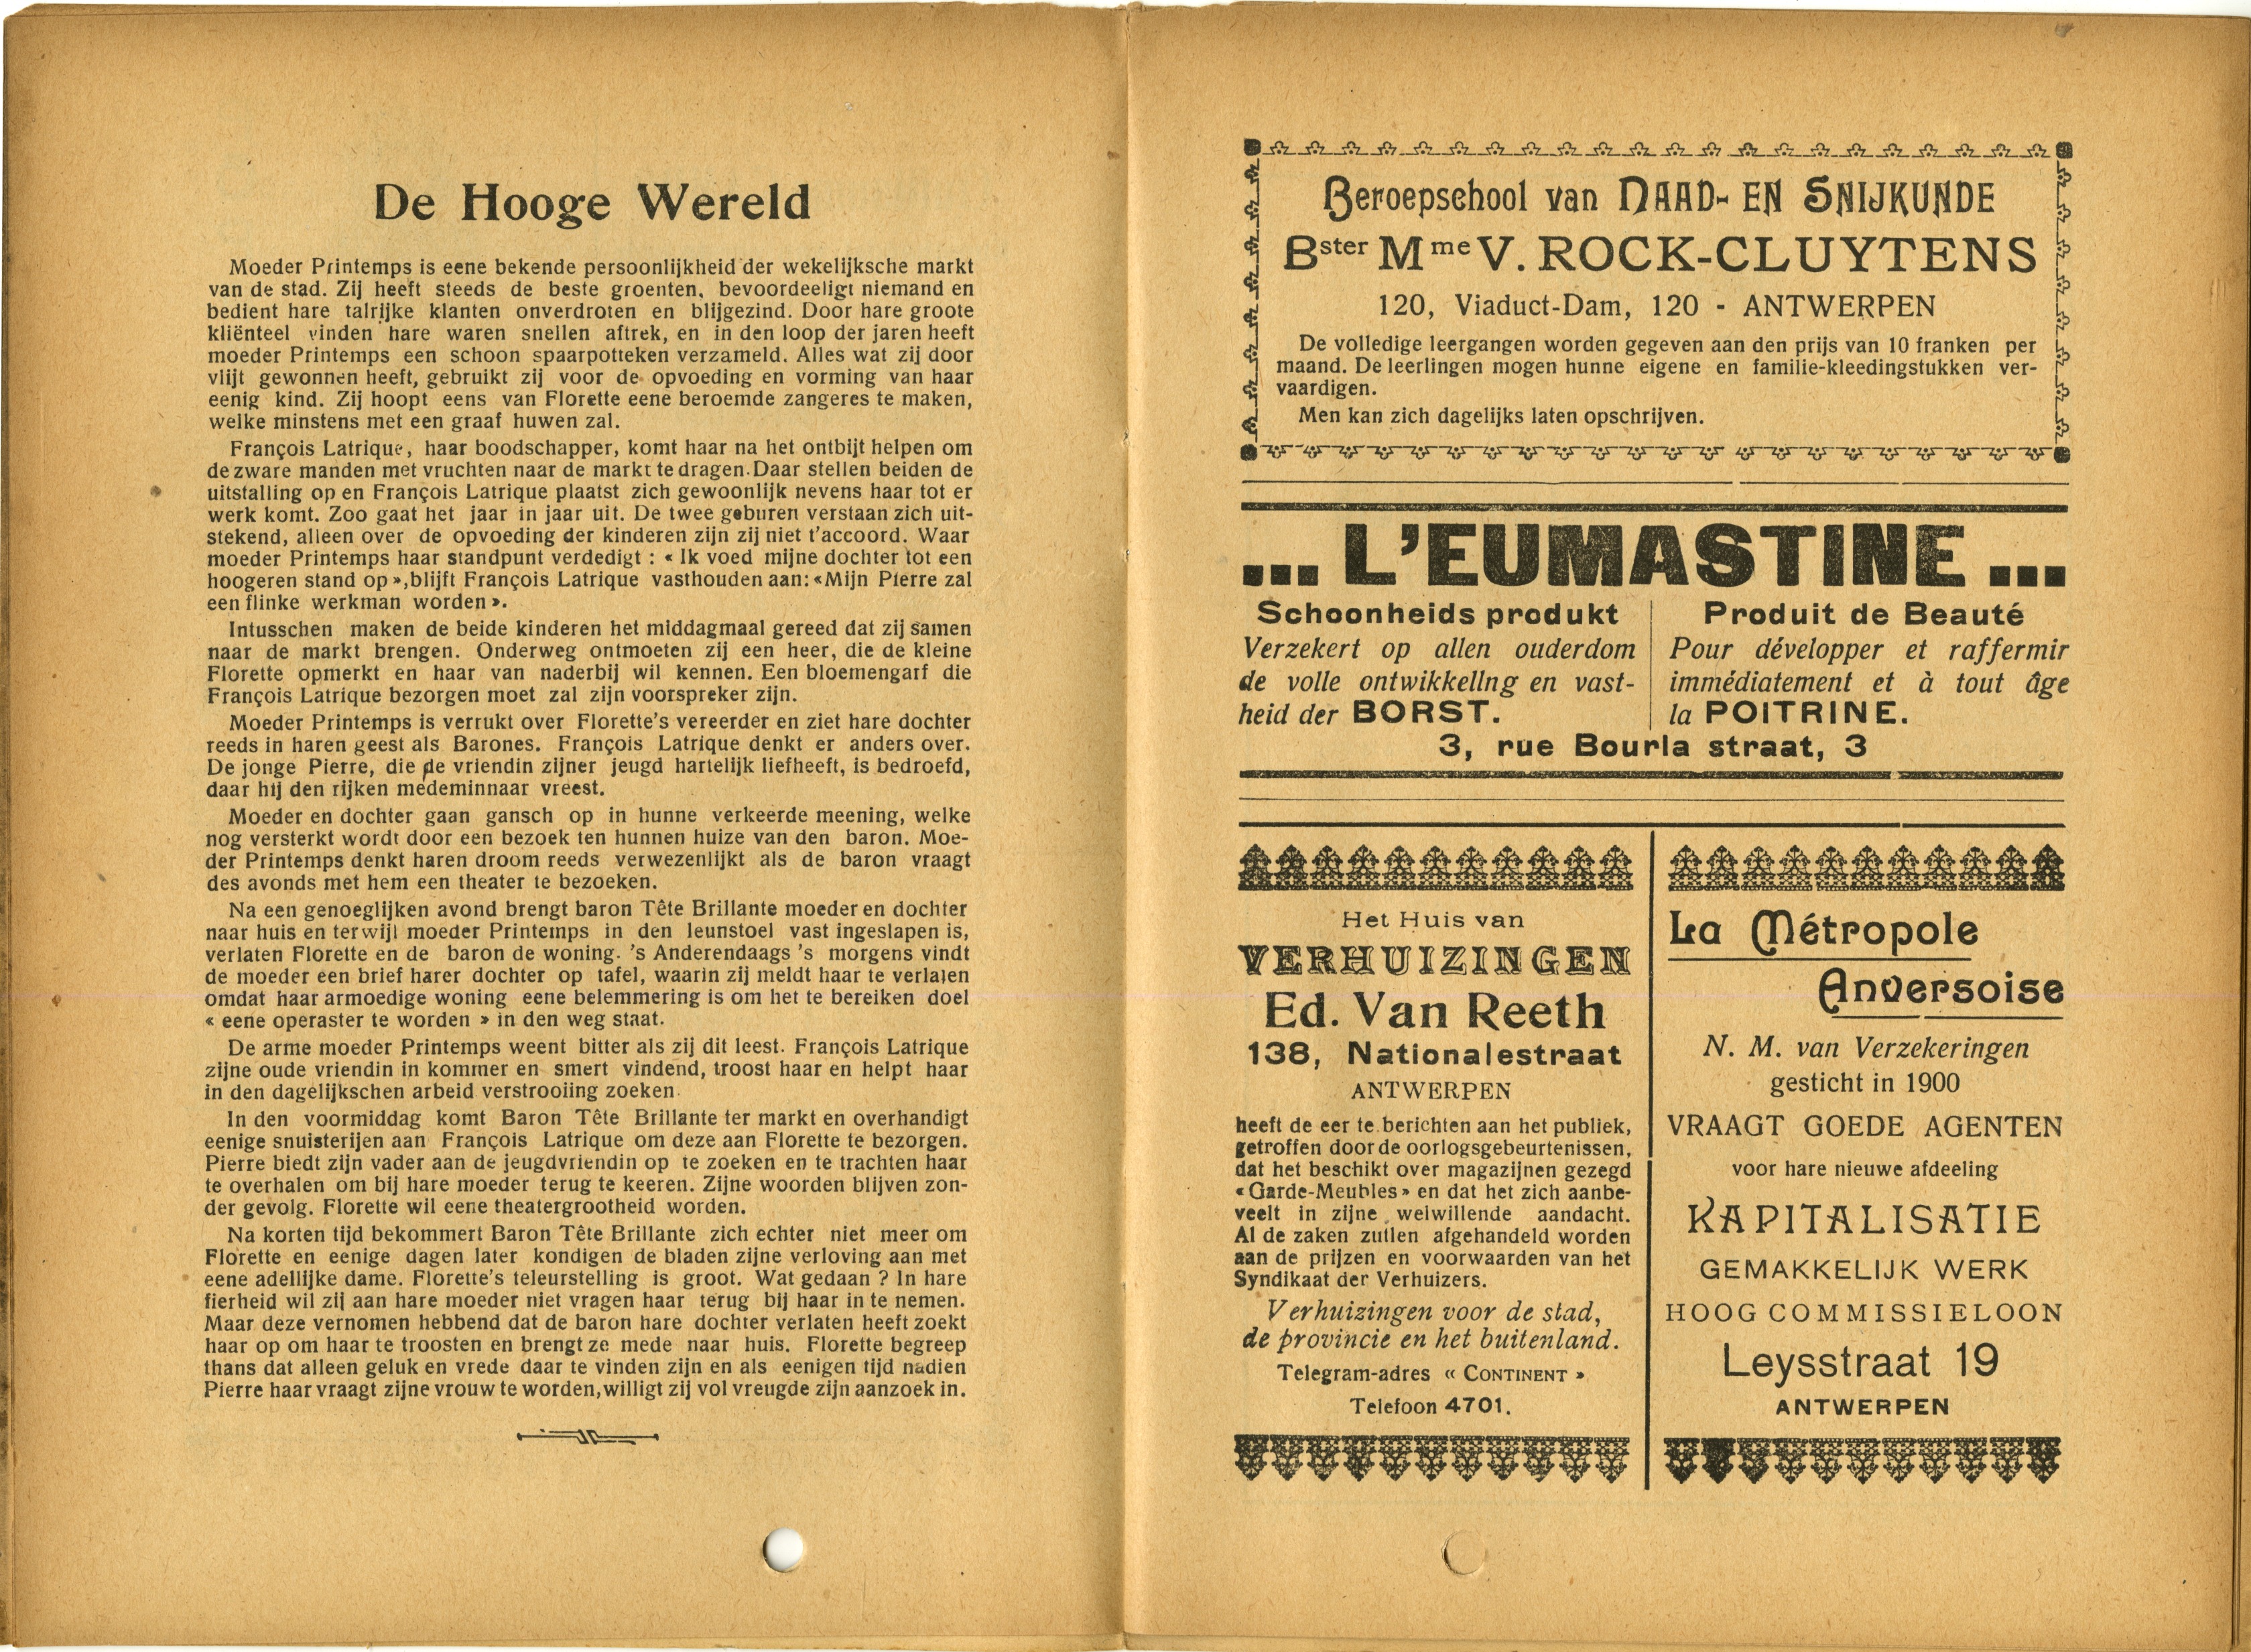 De Hooge Wereld
Moeder Printemps is eene bekende persoonlijkheid der wekelijksche markt
van de stad. Zij heeft steeds de beste groenten, bevoordeeligt niemand en
bedient hare talrijke klanten onverdroten en blijgezind. Door hare groote
kliënteel vinden hare waren snellen aftrek, en in den loop der jaren heeft
moeder Printemps een schoon spaarpotteken verzameld. Alles wat zij door
vlijt gewonnen heeft, gebruikt zij voor de opvoeding en vorming van haar
eenig kind. Zij hoopt eens van Florette eene beroemde zangeres te maken,
welke minstens met een graaf huwen zal.
François Latrique, haar boodschapper, komt haar na het ontbijt helpen om
de zware manden met vruchten naar de markt te dragen. Daar stellen beiden de
uitstalling op en François Latrique plaatst zich gewoonlijk nevens haar tot er
werk komt. Zoo gaat het jaar in jaar uit. De twee geburen verstaan zich uit-
stekend, alleen over de opvoeding der kinderen zijn zij niet t'accoord. Waar
moeder Printemps haar standpunt verdedigt : « Ik voed mijne dochter tot een
hoogeren stand op », blijft François Latrique vasthouden aan: «Mijn Pierre zal
een flinke werkman worden ».
Intusschen maken de beide kinderen het middagmaal gereed dat zij samen
naar de markt brengen. Onderweg ontmoeten zij een heer, die de kleine
Florette opmerkt en haar van naderbij wil kennen. Een bloemengarf die
François Latrique bezorgen moet zal zijn voorspreker zijn.
Moeder Printemps is verrukt over Florette's vereerder en ziet hare dochter
reeds in haren geest als Barones. François Latrique denkt er anders over.
De jonge Pierre, die de vriendin zijner jeugd hartelijk liefheeft, is bedroefd,
daar hij den rijken medeminnaar vreest.
Moeder en dochter gaan gansch op in hunne verkeerde meening, welke
nog versterkt wordt door een bezoek ten hunnen huize van den baron. Moe-
der Printemps denkt haren droom reeds verwezenlijkt als de baron vraagt
des avonds met hem een theater te bezoeken.
Na een genoeglijken avond brengt baron Tête Brillante moeder en dochter
naar huis en terwijl moeder Printemps in den leunstoel vast ingeslapen is,
verlaten Florette en de baron de woning. 's Anderendaags 's morgens vindt
de moeder een brief harer dochter op tafel, waarin zij meldt haar te verlaten
omdat haar armoedige woning eene belemmering is om het te bereiken doel
« eene operaster te worden » in den weg staat.
De arme moeder Printemps weent bitter als zij dit leest. François Latrique
zijne oude vriendin in kommer en smert vindend, troost haar en helpt haar
in den dagelijkschen arbeid verstrooiing zoeken.
In den voormiddag komt Baron Tête Brillante ter markt en overhandigt
eenige snuisterijen aan François Latrique om deze aan Florette te bezorgen.
Pierre biedt zijn vader aan de jeugdvriendin op te zoeken en te trachten haar
te overhalen om bij hare moeder terug te keeren. Zijne woorden blijven zon-
der gevolg. Florette wil eene theatergrootheid worden.
Na korten tijd bekommert Baron Tête Brillante zich echter niet meer om
Florette en eenige dagen later kondigen de bladen zijne verloving aan met
eene adellijke dame. Florette's teleurstelling is groot. Wat gedaan ? In hare
fierheid wil zij aan hare moeder niet vragen haar terug bij haar in te nemen.
Maar deze vernomen hebbend dat de baron hare dochter verlaten heeft zoekt
haar op om haar te troosten en brengt ze mede naar huis. Florette begreep
thans dat alleen geluk en vrede daar te vinden zijn en als eenigen tijd nadien
Pierre haar vraagt zijne vrouw te worden, willigt zij vol vreugde zijn aanzoek in.
Beroepschool van NAAD- EN SNIJKUNDE
Bster Mme V. ROCK-CLUYTENS
120, Viaduct-Dam, 120 - ANTWERPEN
De volledige leergangen worden gegeven aan den prijs van 10 franken per
maand. De leerlingen mogen hunne eigene en familie-kleedingstukken ver-
vaardigen.
Men kan zich dagelijks laten opschrijven.
... L'EUMASTINE ...
Schoonheids produkt
Verzekert op allen ouderdom
de volle ontwikkellng en vast-
heid der BORST.
Produit de Beauté
Pour développer et raffermir
immédiatement et à tout âge
la POITRINE.
3, rue Bourla straat, 3
Het Huis van
VERHUIZINGEN
Ed. Van Reeth
138, Nationalestraat
ANTWERPEN
heeft de eer te berichten aan het publiek,
getroffen door de oorlogsgebeurtenissen,
dat het beschikt over magazijnen gezegd
« Garde-Meubles » en dat het zich aanbe-
veelt in zijne welwillende aandacht.
Al de zaken zullen afgehandeld worden
aan de prijzen en voorwaarden van het
Syndikaat der Verhuizers.
Verhuizingen voor de stad,
de provincie en het buitenland.
Telegram-adres « CONTINENT »
Telefoon 4701.
La Métropole
Anversoise
N. M. van Verzekeringen
gesticht in 1900
VRAAGT GOEDE AGENTEN
voor hare nieuwe afdeeling
KAPITALISATIE
GEMAKKELIJK WERK
HOOG COMMISSIELOON
Leysstraat 19
ANTWERPEN